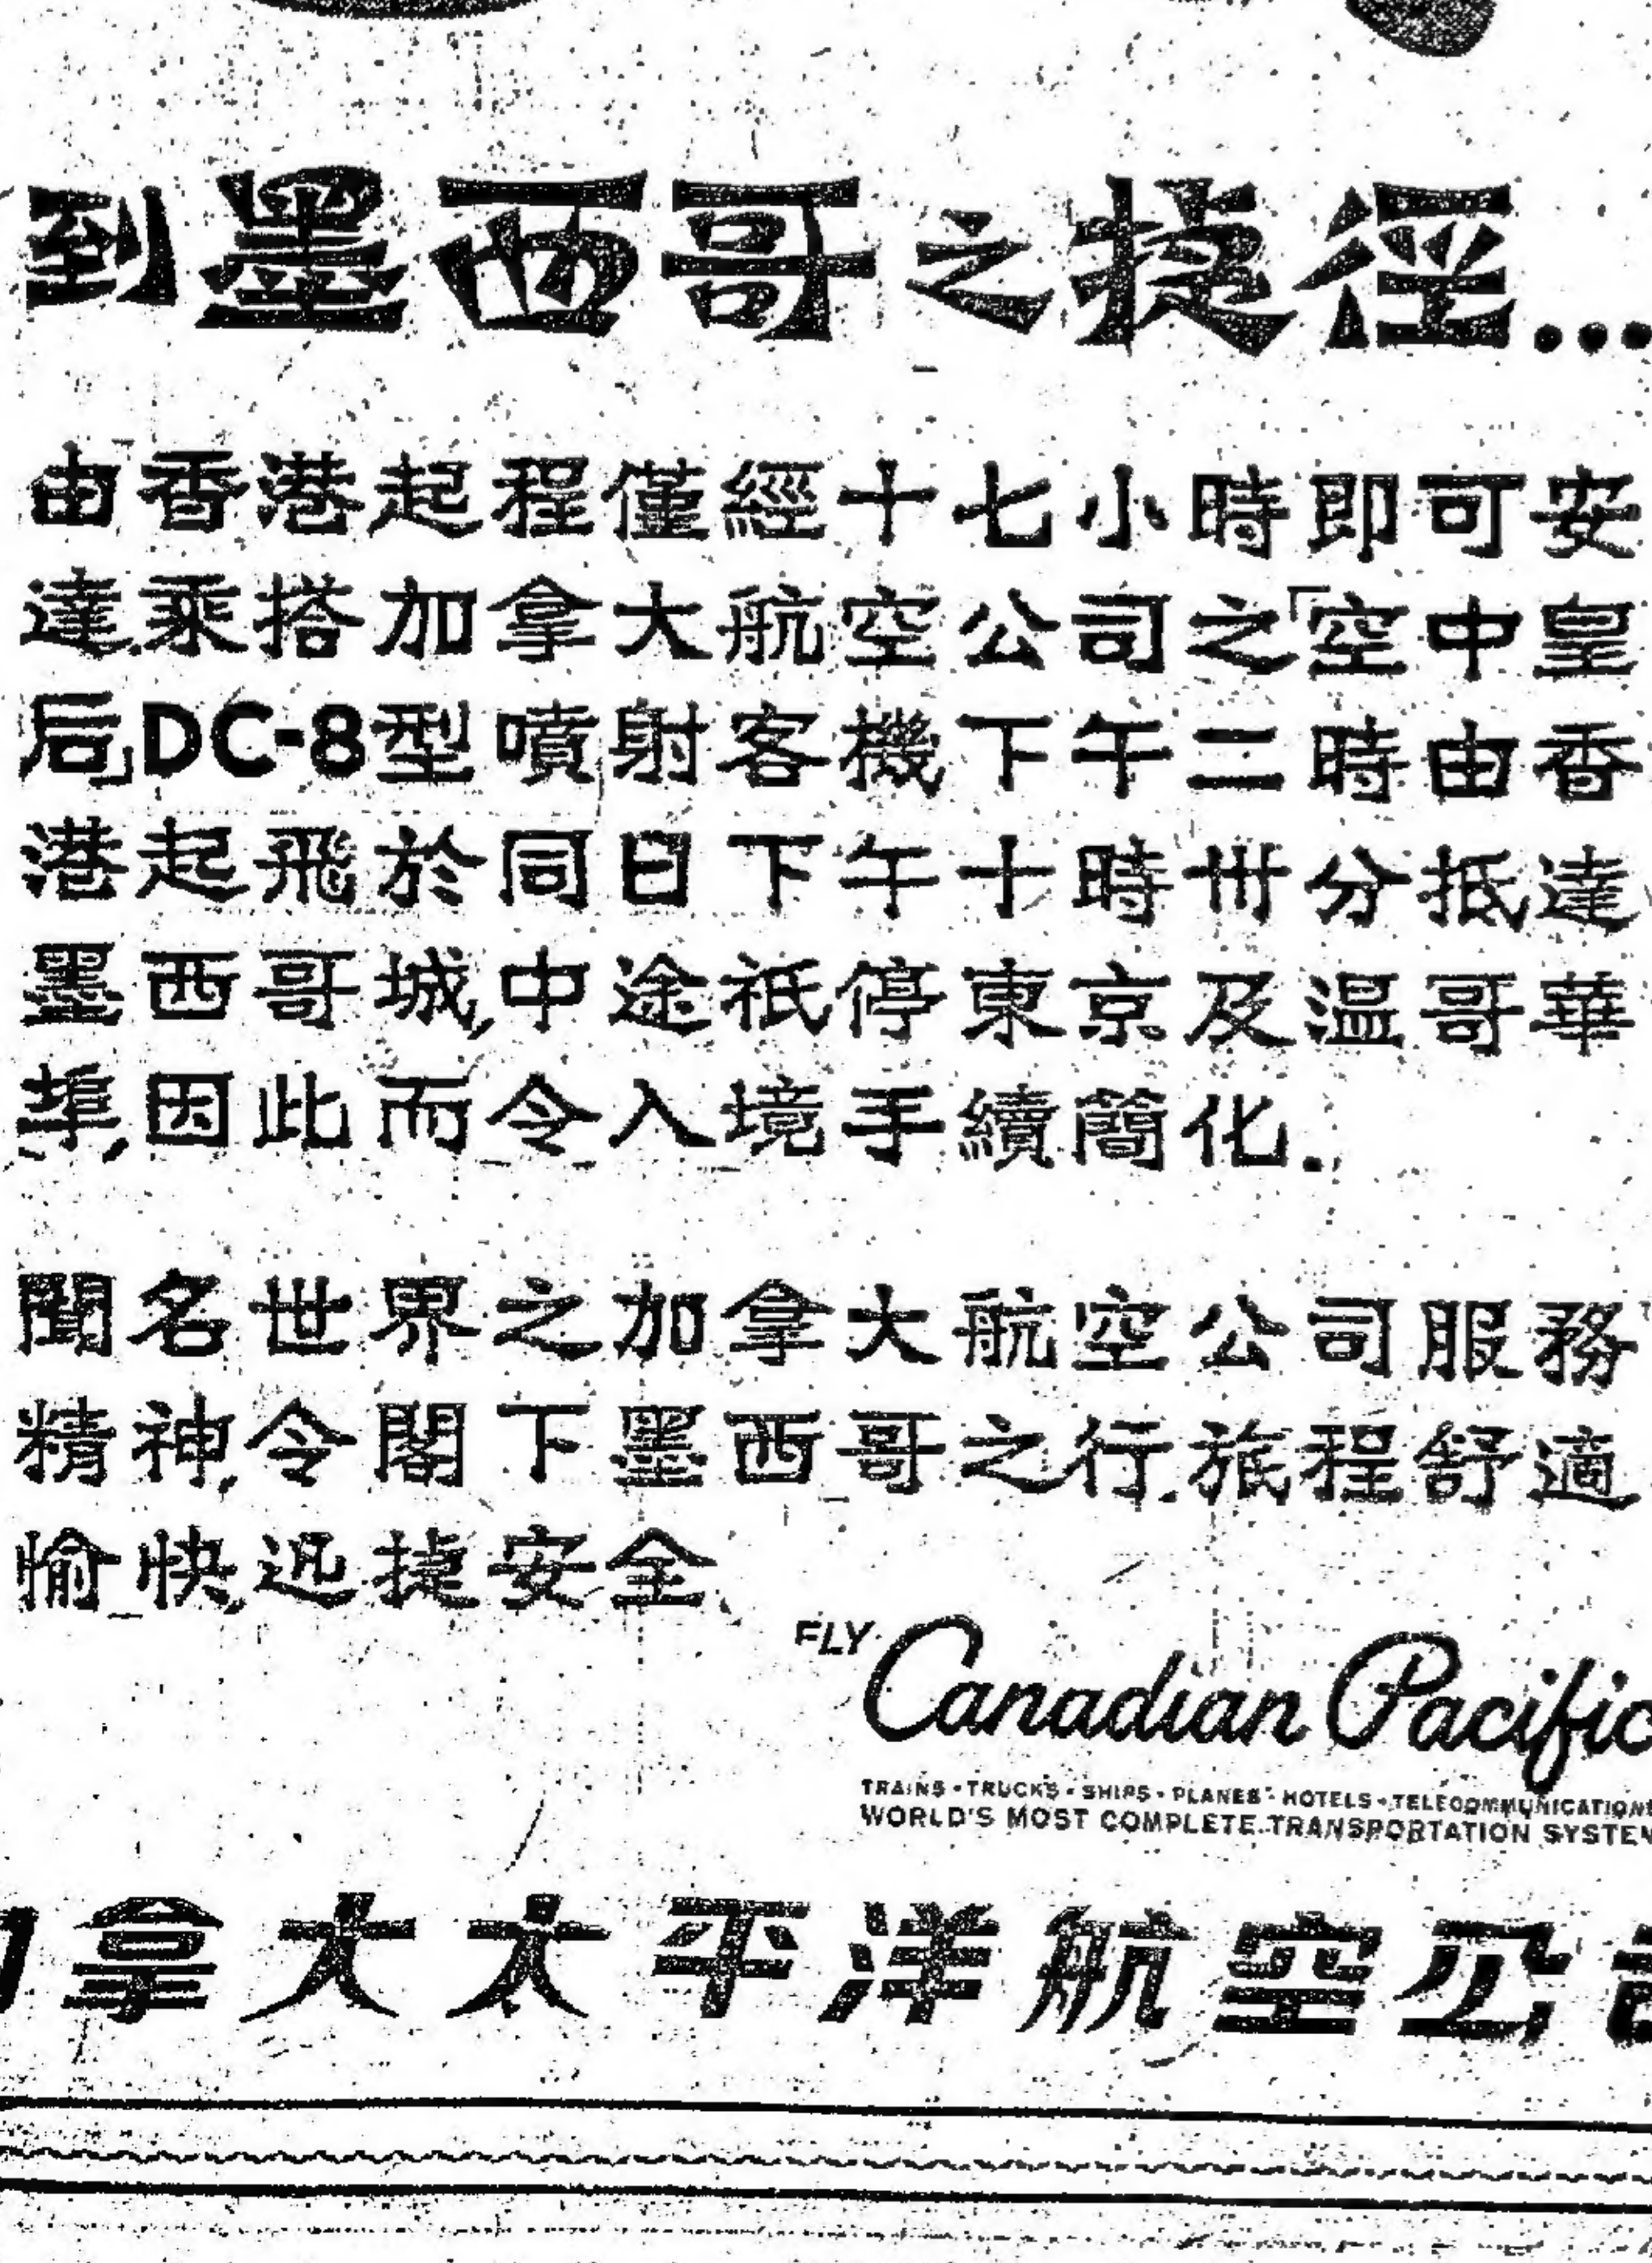 到墨西哥之捷徑...
由香港起程僅經十七小時即可安
達乘搭加拿大航空公司之「空中皇
后」DC-8型噴射客機下午二時由香
港起飛於同日下午十時卅分抵達
墨西哥城,中途祇停東京及温哥華
埠,因此而令入境手續簡化.
聞名世界之加拿大航空公司服務
精神,令閣下墨西哥之行.旅程舒適
愉快,迅捷安全.
FLY
Canadian Pacific
TRAINS · TRUCKS · SHIPS · PLANES · HOTELS · TELECOMMUNICATIONS
WORLD'S MOST COMPLETE TRANSPORTATION SYSTEM
加拿大太平洋航空公司